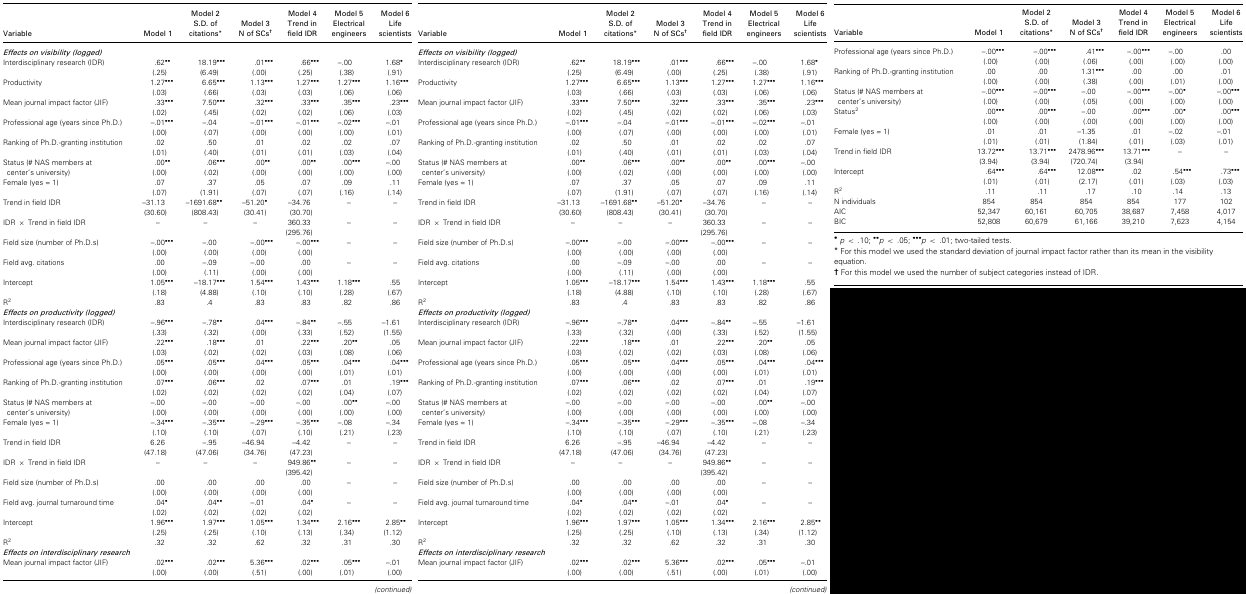 Model 2 Model 4 Model 5 Model 6
S.D. of Model 3 Trend in Electrical Life
Variable Model 1 citations* N of SCs† field IDR engineers scientists
Effects on visibility (logged)
Interdisciplinary research (IDR) .62•• 18.19••• .01••• .66••• –.00 1.68•
(.25) (6.49) (.00) (.25) (.38) (.91)
Productivity 1.27••• 6.65••• 1.13••• 1.27••• 1.27••• 1.16•••
(.03) (.66) (.03) (.03) (.06) (.06)
Mean journal impact factor (JIF) .33••• 7.50••• .32••• .33••• .35••• .23•••
(.02) (.45) (.02) (.02) (.06) (.03)
Professional age (years since Ph.D.) –.01••• –.04 –.01••• –.01••• –.02••• –.01
(.00) (.07) (.00) (.00) (.00) (.01)
Ranking of Ph.D.-granting institution .02 .50 .01 .02 .02 .07
(.01) (.40) (.01) (.01) (.03) (.04)
Status (# NAS members at .00•• .06••• .00•• .00•• .00••• –.00
center's university) (.00) (.02) (.00) (.00) (.00) (.00)
Female (yes = 1) .07 .37 .05 .07 .09 .11
(.07) (1.91) (.07) (.07) (.16) (.14)
Trend in field IDR –31.13 –1691.68•• –51.20• –34.76 – –
(30.60) (808.43) (30.41) (30.70)
IDR × Trend in field IDR – – – 360.33 – –
(295.76)
Field size (number of Ph.D.s) –.00••• –.00 –.00••• –.00••• – –
(.00) (.00) (.00) (.00)
Field avg. citations .00 –.09 –.00 .00 – –
(.00) (.11) (.00) (.00)
Intercept 1.05••• –18.17••• 1.54••• 1.43••• 1.18••• .55
(.18) (4.88) (.10) (.10) (.28) (.67)
R2 .83 .4 .83 .83 .82 .86
Effects on productivity (logged)
Interdisciplinary research (IDR) –.96••• –.78•• .04••• –.84•• –.55 –1.61
(.33) (.32) (.00) (.33) (.52) (1.55)
Mean journal impact factor (JIF) .22••• .18••• .01 .22••• .20•• .05
(.03) (.02) (.02) (.03) (.08) (.06)
Professional age (years since Ph.D.) .05••• .05••• .04••• .05••• .04••• .04•••
(.00) (.00) (.00) (.00) (.01) (.01)
Ranking of Ph.D.-granting institution .07••• .06••• .02 .07••• .01 .19•••
(.02) (.02) (.02) (.02) (.04) (.07)
Status (# NAS members at –.00 –.00 –.00 –.00 .00•• –.00
center's university) (.00) (.00) (.00) (.00) (.00) (.00)
Female (yes = 1) –.34••• –.35••• –.29••• –.35••• –.08 –.34
(.10) (.10) (.07) (.10) (.21) (.23)
Trend in field IDR 6.26 –.95 –46.94 –4.42 – –
(47.18) (47.06) (34.76) (47.23)
IDR × Trend in field IDR – – – 949.86•• – –
(395.42)
Field size (number of Ph.D.s) .00 .00 .00 .00 – –
(.00) (.00) (.00) (.00)
Field avg. journal turnaround time .04• .04•• –.01 .04• – –
(.02) (.02) (.02) (.02)
Intercept 1.96••• 1.97••• 1.05••• 1.34••• 2.16••• 2.85••
(.25) (.25) (.10) (.13) (.34) (1.12)
R2 .32 .32 .62 .32 .31 .30
Effects on interdisciplinary research
Mean journal impact factor (JIF) .02••• .02••• 5.36••• .02••• .05••• –.01
(.00) (.00) (.51) (.00) (.01) (.00)
(continued)
Model 2 Model 4 Model 5 Model 6
S.D. of Model 3 Trend in Electrical Life
Variable Model 1 citations* N of SCs† field IDR engineers scientists
Effects on visibility (logged)
Interdisciplinary research (IDR) .62•• 18.19••• .01••• .66••• –.00 1.68•
(.25) (6.49) (.00) (.25) (.38) (.91)
Productivity 1.27••• 6.65••• 1.13••• 1.27••• 1.27••• 1.16•••
(.03) (.66) (.03) (.03) (.06) (.06)
Mean journal impact factor (JIF) .33••• 7.50••• .32••• .33••• .35••• .23•••
(.02) (.45) (.02) (.02) (.06) (.03)
Professional age (years since Ph.D.) –.01••• –.04 –.01••• –.01••• –.02••• –.01
(.00) (.07) (.00) (.00) (.00) (.01)
Ranking of Ph.D.-granting institution .02 .50 .01 .02 .02 .07
(.01) (.40) (.01) (.01) (.03) (.04)
Status (# NAS members at .00•• .06••• .00•• .00•• .00••• –.00
center's university) (.00) (.02) (.00) (.00) (.00) (.00)
Female (yes = 1) .07 .37 .05 .07 .09 .11
(.07) (1.91) (.07) (.07) (.16) (.14)
Trend in field IDR –31.13 –1691.68•• –51.20• –34.76 – –
(30.60) (808.43) (30.41) (30.70)
IDR × Trend in field IDR – – – 360.33 – –
(295.76)
Field size (number of Ph.D.s) –.00••• –.00 –.00••• –.00••• – –
(.00) (.00) (.00) (.00)
Field avg. citations .00 –.09 –.00 .00 – –
(.00) (.11) (.00) (.00)
Intercept 1.05••• –18.17••• 1.54••• 1.43••• 1.18••• .55
(.18) (4.88) (.10) (.10) (.28) (.67)
R2 .83 .4 .83 .83 .82 .86
Effects on productivity (logged)
Interdisciplinary research (IDR) –.96••• –.78•• .04••• –.84•• –.55 –1.61
(.33) (.32) (.00) (.33) (.52) (1.55)
Mean journal impact factor (JIF) .22••• .18••• .01 .22••• .20•• .05
(.03) (.02) (.02) (.03) (.08) (.06)
Professional age (years since Ph.D.) .05••• .05••• .04••• .05••• .04••• .04•••
(.00) (.00) (.00) (.00) (.01) (.01)
Ranking of Ph.D.-granting institution .07••• .06••• .02 .07••• .01 .19•••
(.02) (.02) (.02) (.02) (.04) (.07)
Status (# NAS members at –.00 –.00 –.00 –.00 .00•• –.00
center's university) (.00) (.00) (.00) (.00) (.00) (.00)
Female (yes = 1) –.34••• –.35••• –.29••• –.35••• –.08 –.34
(.10) (.10) (.07) (.10) (.21) (.23)
Trend in field IDR 6.26 –.95 –46.94 –4.42 – –
(47.18) (47.06) (34.76) (47.23)
IDR × Trend in field IDR – – – 949.86•• – –
(395.42)
Field size (number of Ph.D.s) .00 .00 .00 .00 – –
(.00) (.00) (.00) (.00)
Field avg. journal turnaround time .04• .04•• –.01 .04• – –
(.02) (.02) (.02) (.02)
Intercept 1.96••• 1.97••• 1.05••• 1.34••• 2.16••• 2.85••
(.25) (.25) (.10) (.13) (.34) (1.12)
R2 .32 .32 .62 .32 .31 .30
Effects on interdisciplinary research
Mean journal impact factor (JIF) .02••• .02••• 5.36••• .02••• .05••• –.01
(.00) (.00) (.51) (.00) (.01) (.00)
(continued)
Model 2 Model 4 Model 5 Model 6
S.D. of Model 3 Trend in Electrical Life
Variable Model 1 citations* N of SCs† field IDR engineers scientists
Professional age (years since Ph.D.) –.00••• –.00••• .41••• –.00••• –.00 .00
(.00) (.00) (.06) (.00) (.00) (.00)
Ranking of Ph.D.-granting institution .00 .00 1.31••• .00 .00 .01
(.00) (.00) (.38) (.00) (.01) (.00)
Status (# NAS members at –.00••• –.00••• –.00 –.00••• –.00• –.00•••
center's university) (.00) (.00) (.05) (.00) (.00) (.00)
Status2 .00••• .00••• –.00 .00••• .00• .00•••
(.00) (.00) (.00) (.00) (.00) (.00)
Female (yes = 1) .01 .01 –1.35 .01 –.02 –.01
(.01) (.01) (1.84) (.01) (.03) (.01)
Trend in field IDR 13.72••• 13.71••• 2478.96••• 13.71••• – –
(3.94) (3.94) (720.74) (3.94)
Intercept .64••• .64••• 12.08••• .02 .54••• .73•••
(.01) (.01) (2.17) (.01) (.03) (.03)
R2 .11 .11 .17 .10 .14 .13
N individuals 854 854 854 854 177 102
AIC 52,347 60,161 60,705 38,687 7,458 4,017
BIC 52,808 60,679 61,166 39,210 7,623 4,154
• p < .10; ••p < .05; •••p < .01; two-tailed tests.
* For this model we used the standard deviation of journal impact factor rather than its mean in the visibility
equation.
† For this model we used the number of subject categories instead of IDR.